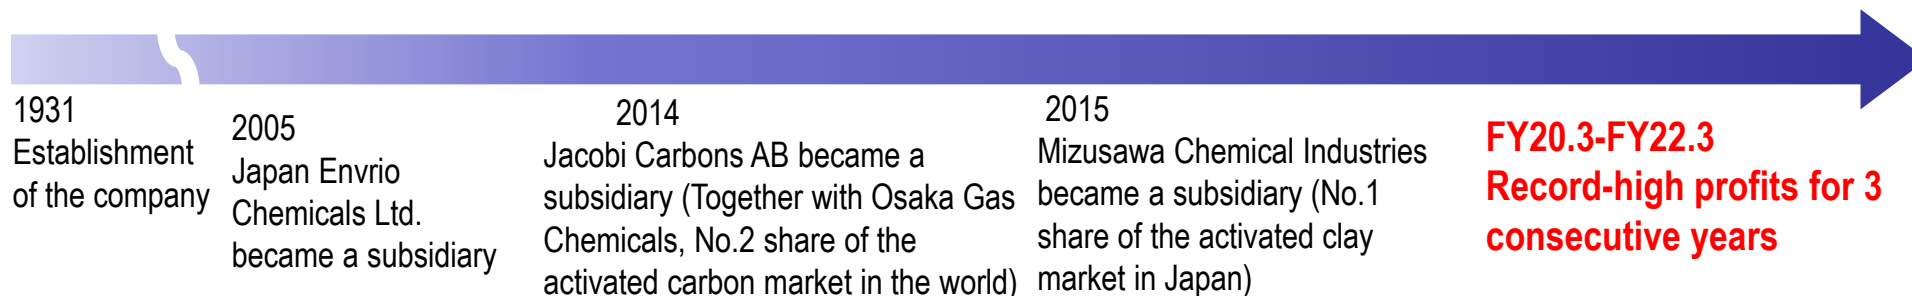 1931
Establishment
of the company
2005
Japan Envrio
Chemicals Ltd.
became a subsidiary
2014
Jacobi Carbons AB became a
subsidiary (Together with Osaka Gas
Chemicals, No.2 share of the
activated carbon market in the world)
2015
Mizusawa Chemical Industries
became a subsidiary (No.1
share of the activated clay
market in Japan)
FY20.3-FY22.3
Record-high profits for 3
consecutive years